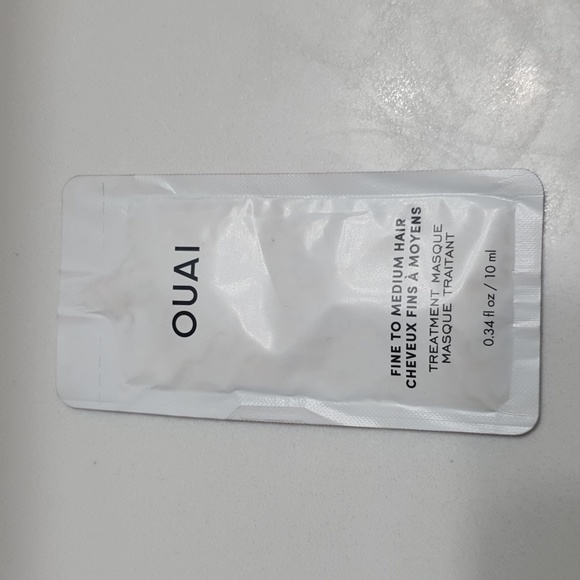 OUAI
FINE TO MEDIUM HAIR
CHEVEUX FINS À MOYENS
TREATMENT MASQUE
MASQUE TRAITANT
0.34 fl oz / 10 ml